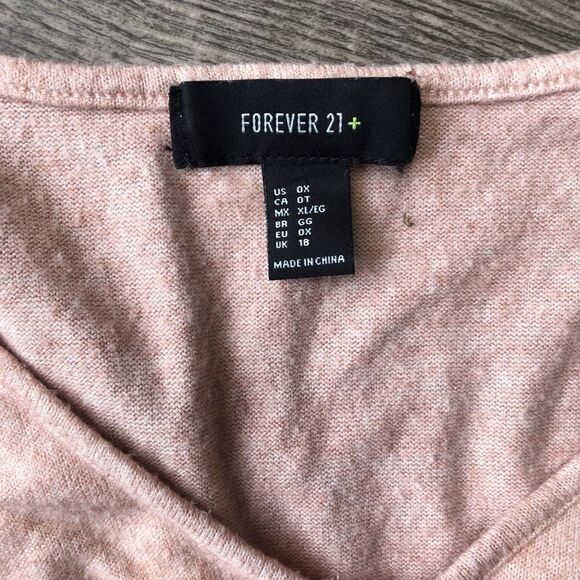 FOREVER 21+
US 0X
CA 0T
MX XL/EG
BR GG
EU 0X
UK 18
MADE IN CHINA